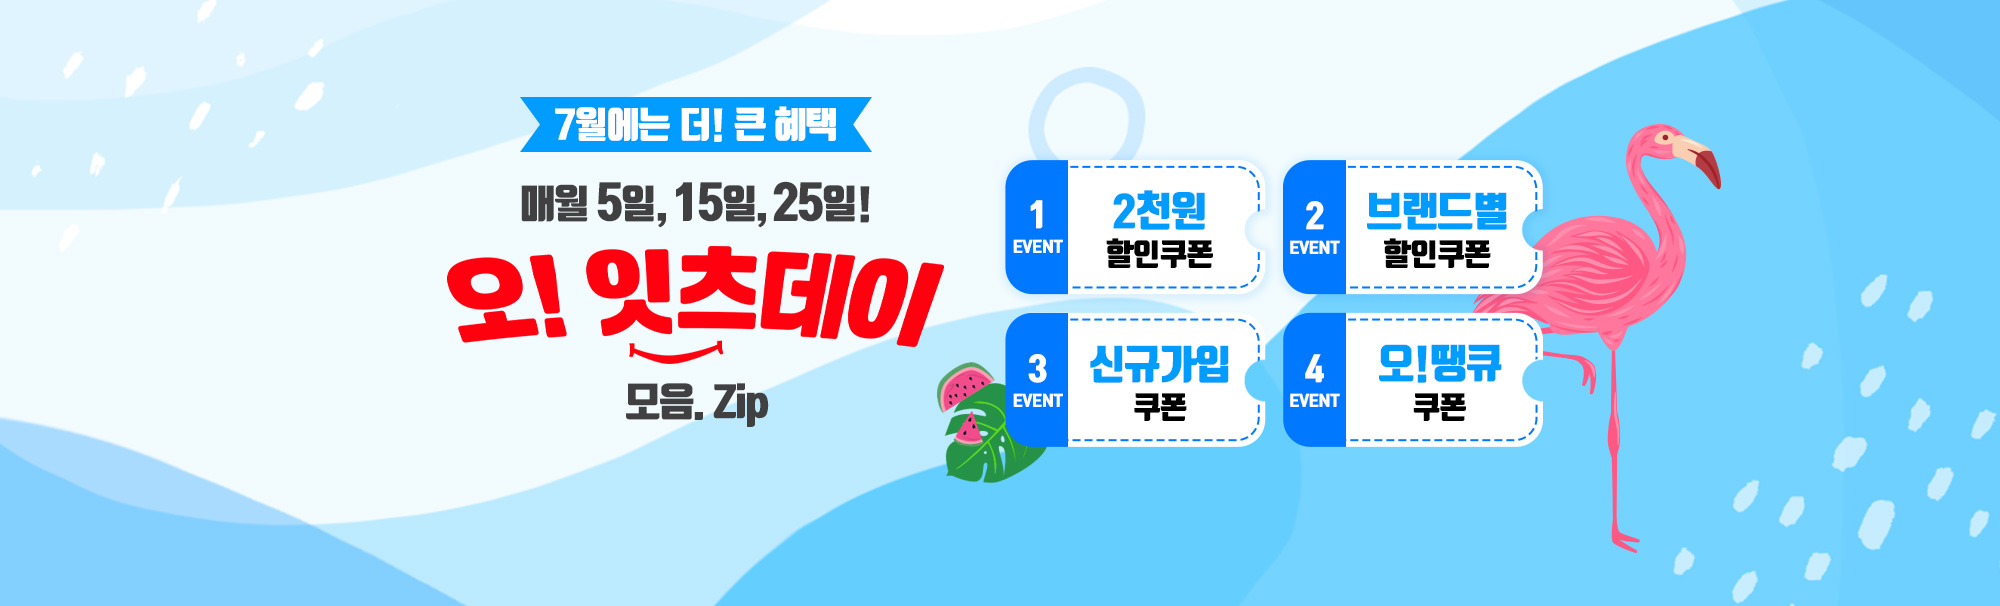 7월에는 더! 큰 혜택
매월 5일, 15일, 25일!
오! 잇츠데이
모음. Zip
1
EVENT
2천원
할인쿠폰
2
EVENT
브랜드별
할인쿠폰
3
EVENT
신규가입
쿠폰
4
EVENT
오!땡큐
쿠폰